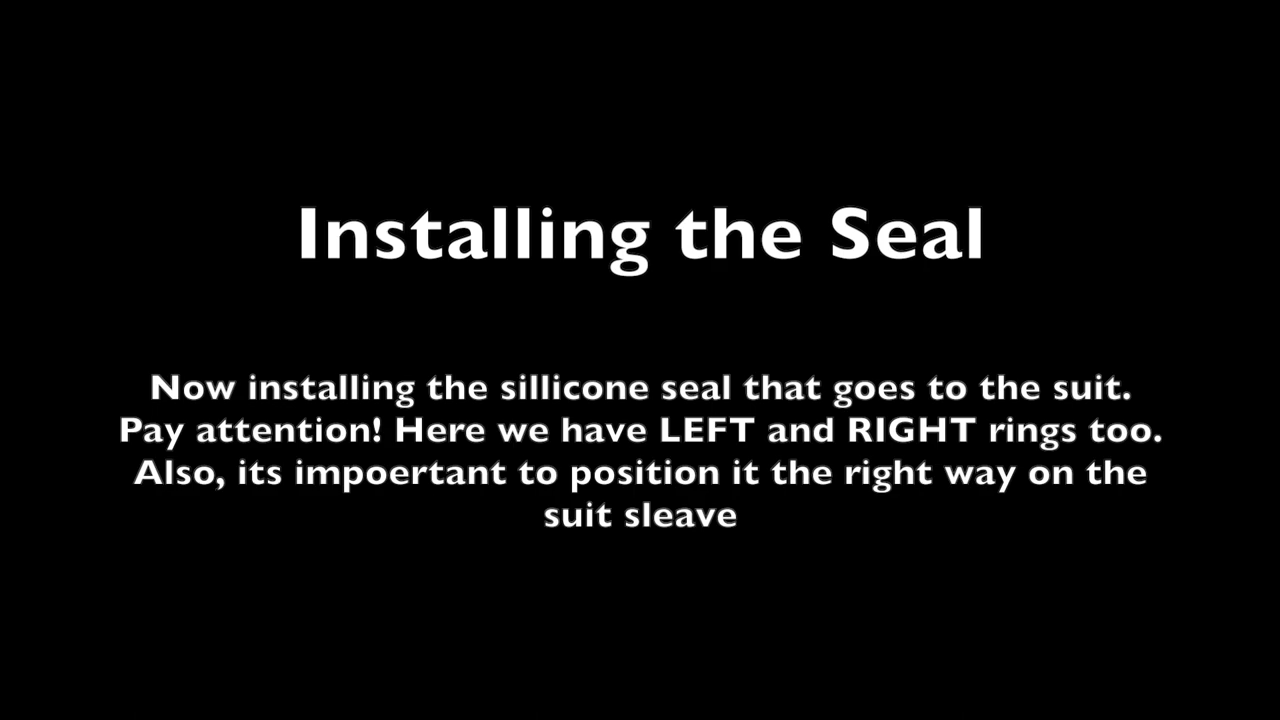 Installing the Seal
Now installing the sillicone seal that goes to the suit.
Pay attention! Here we have LEFT and RIGHT rings too.
Also, its impoertant to position it the right way on the
suit sleave